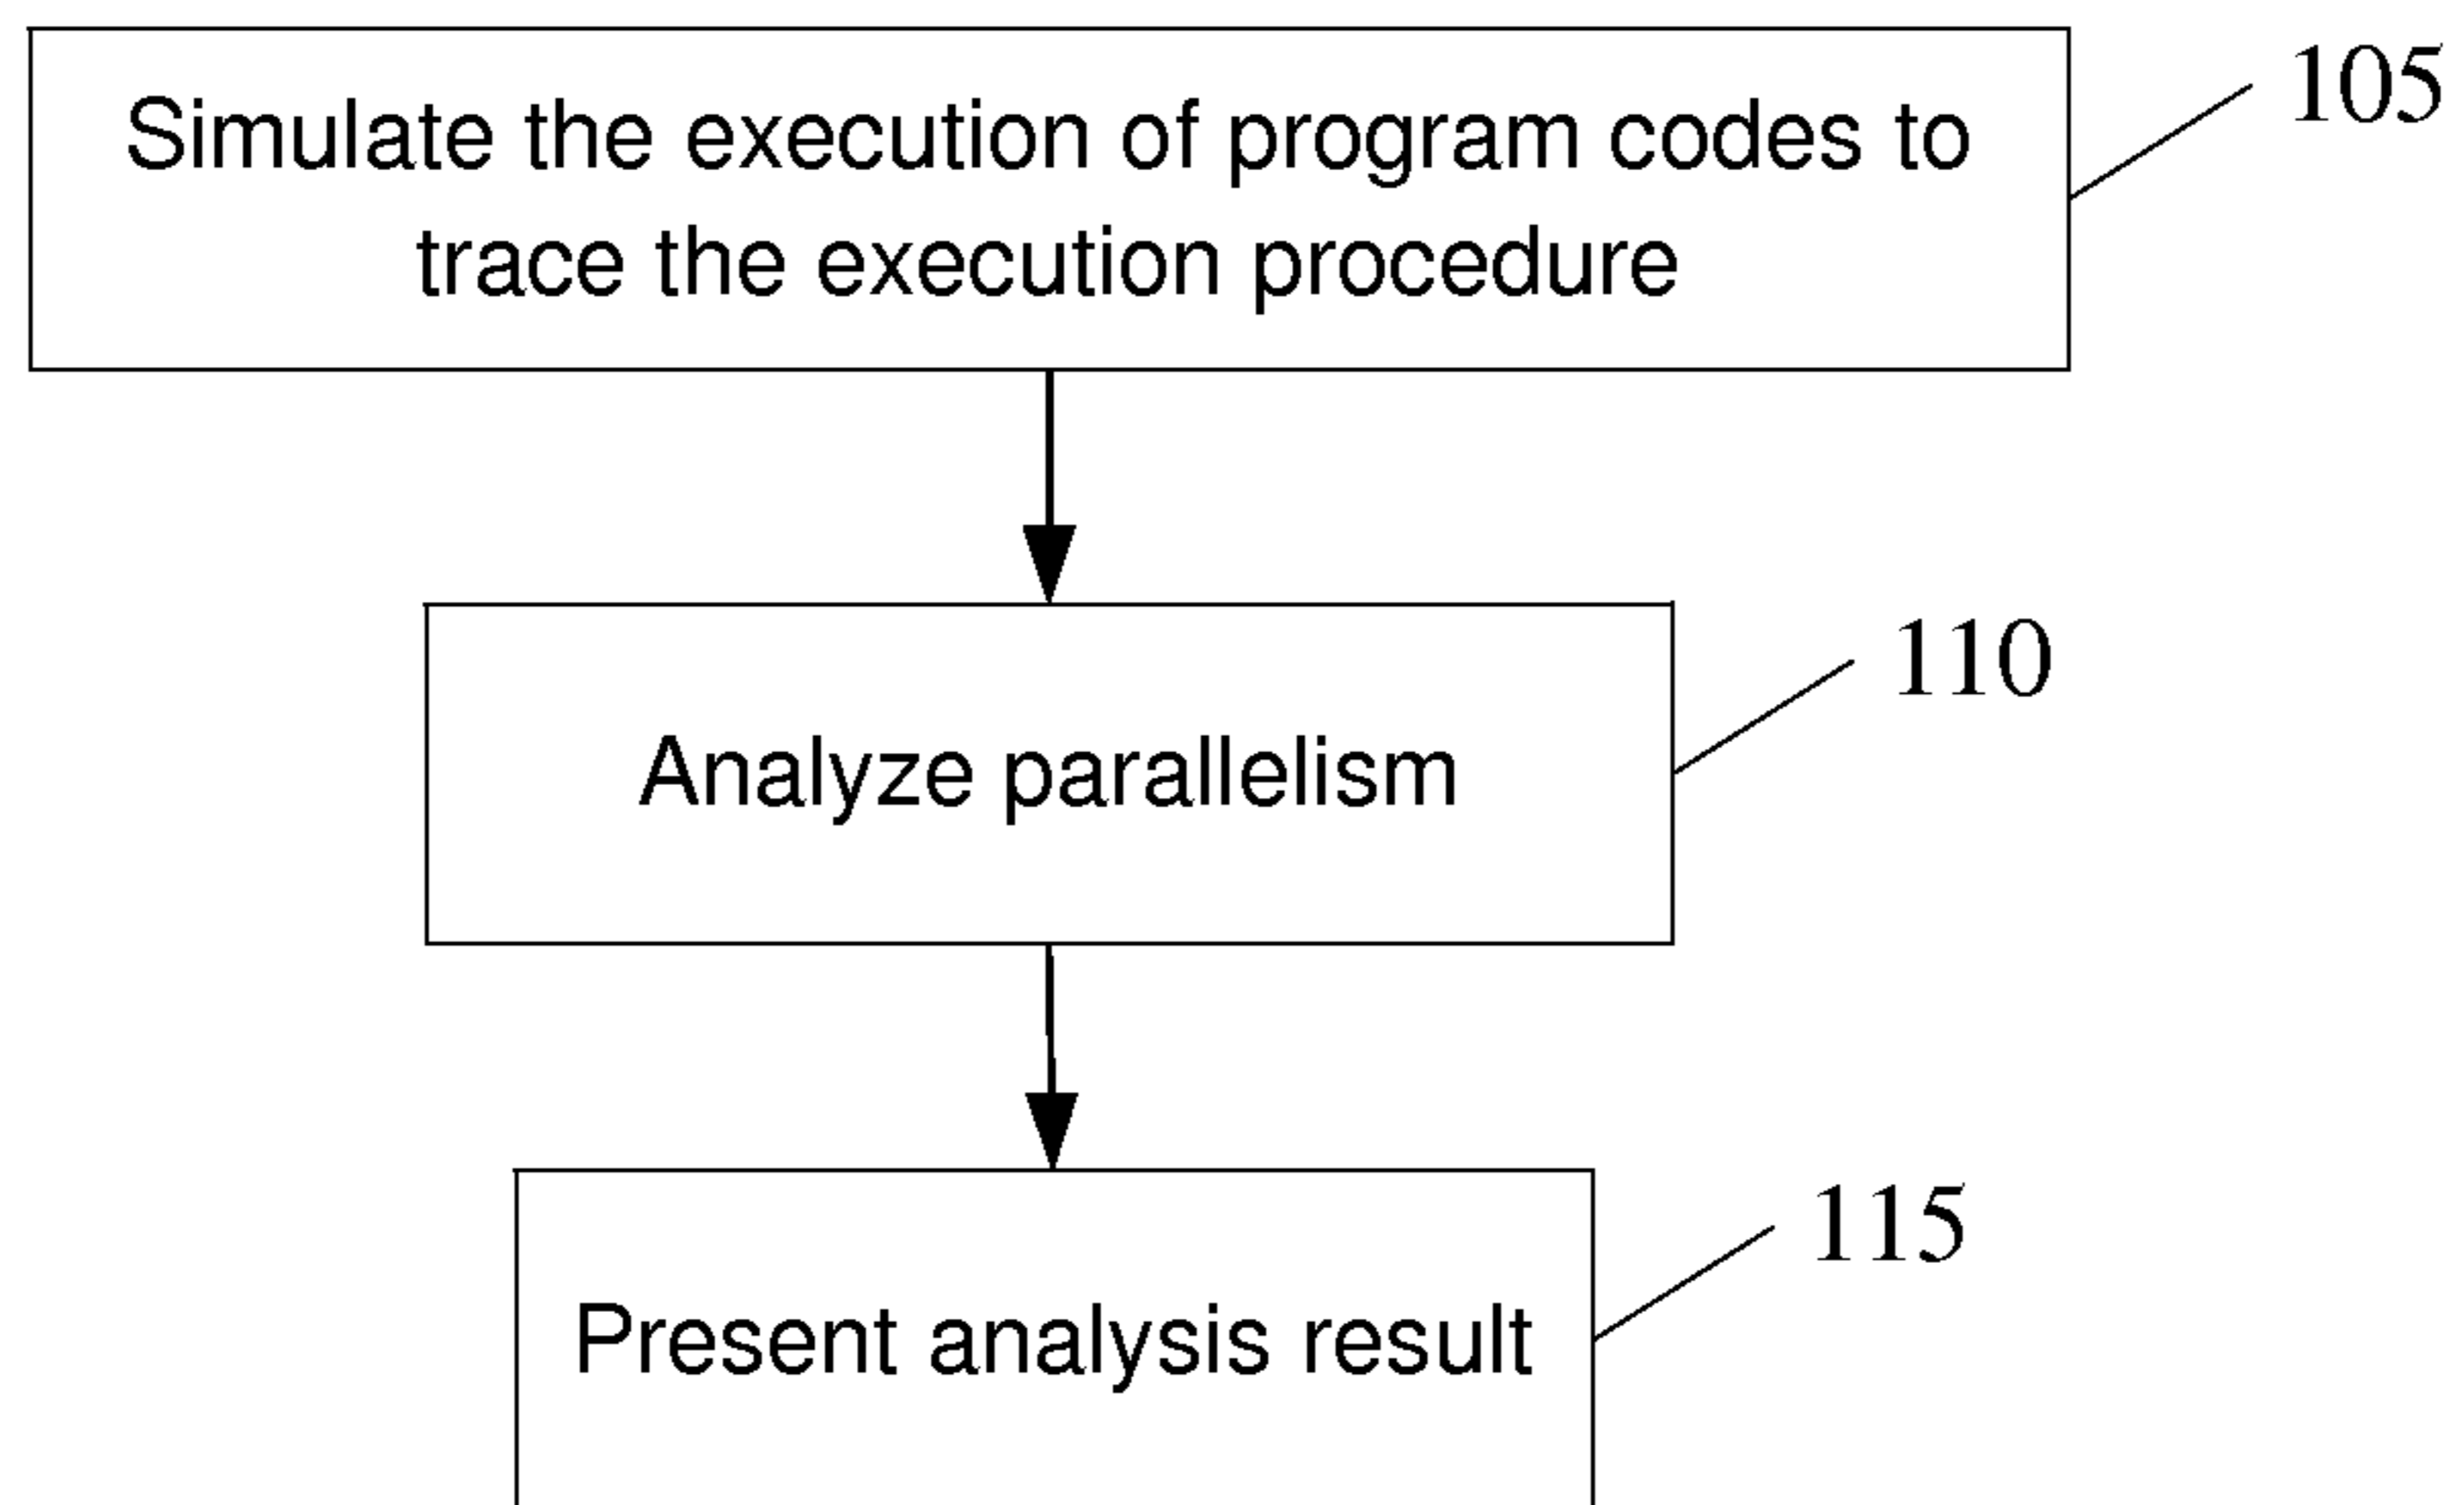 Simulate the execution of program codes to
trace the execution procedure
105
Analyze parallelism
110
Present analysis result
115